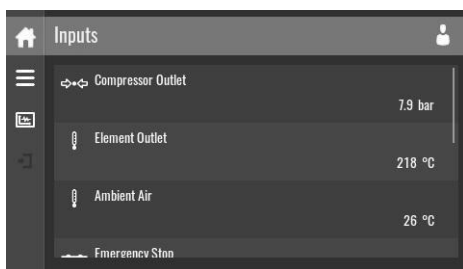 Inputs
Compressor Outlet
7.9 bar
Element Outlet
218 °C
Ambient Air
26 °C
Emergency Stop